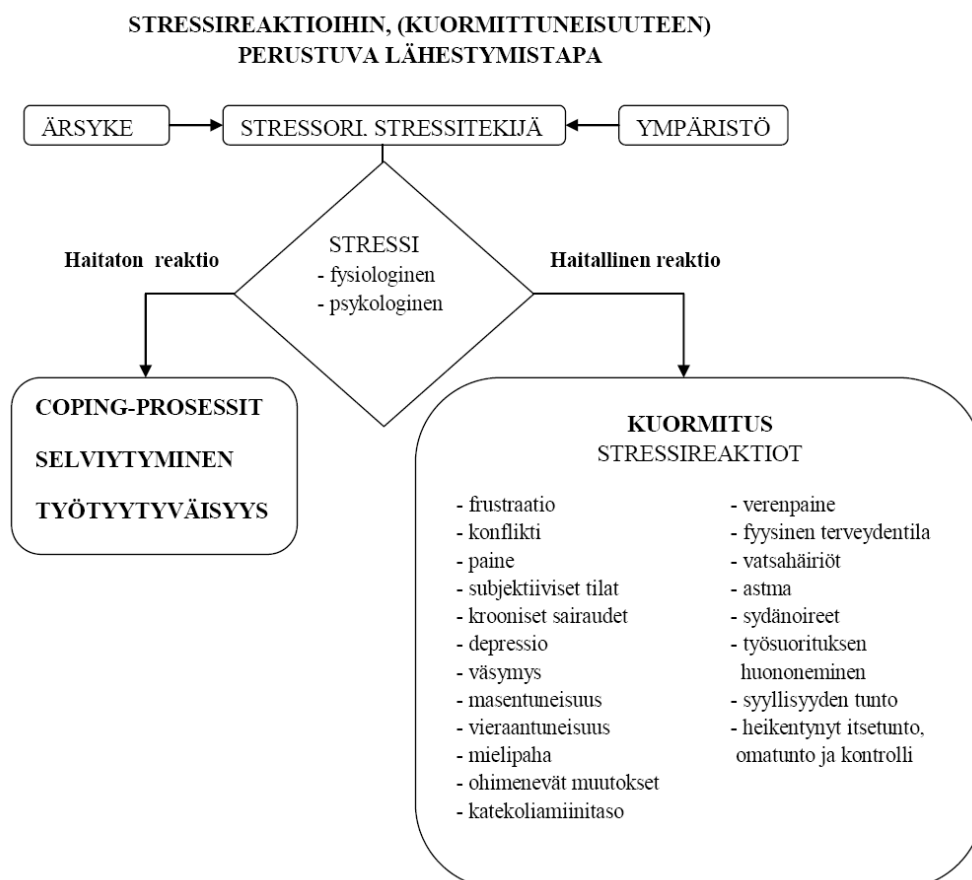 STRESSIREAKTIOIHIN, (KUORMITTUNEISUUTEEN)
PERUSTUVA LÄHESTYMISTAPA
ÄRSYKE
STRESSORI. STRESSITEKIJÄ
YMPÄRISTÖ
STRESSI
- fysiologinen
- psykologinen
Haitaton reaktio
Haitallinen reaktio
COPING-PROSESSIT
SELVIYTYMINEN
TYÖTYYTYVÄISYYS
KUORMITUS
STRESSIREAKTIOT
- frustraatio
- konflikti
- paine
- subjektiiviset tilat
- krooniset sairaudet
- depressio
- väsymys
- masentuneisuus
- vieraantuneisuus
- mielipaha
- ohimenevät muutokset
- katekoliamiinitaso
- verenpaine
- fyysinen terveydentila
- vatsahäiriöt
- astma
- sydänoireet
- työsuorituksen
huononeminen
- syyllisyyden tunto
- heikentynyt itsetunto,
omatunto ja kontrolli